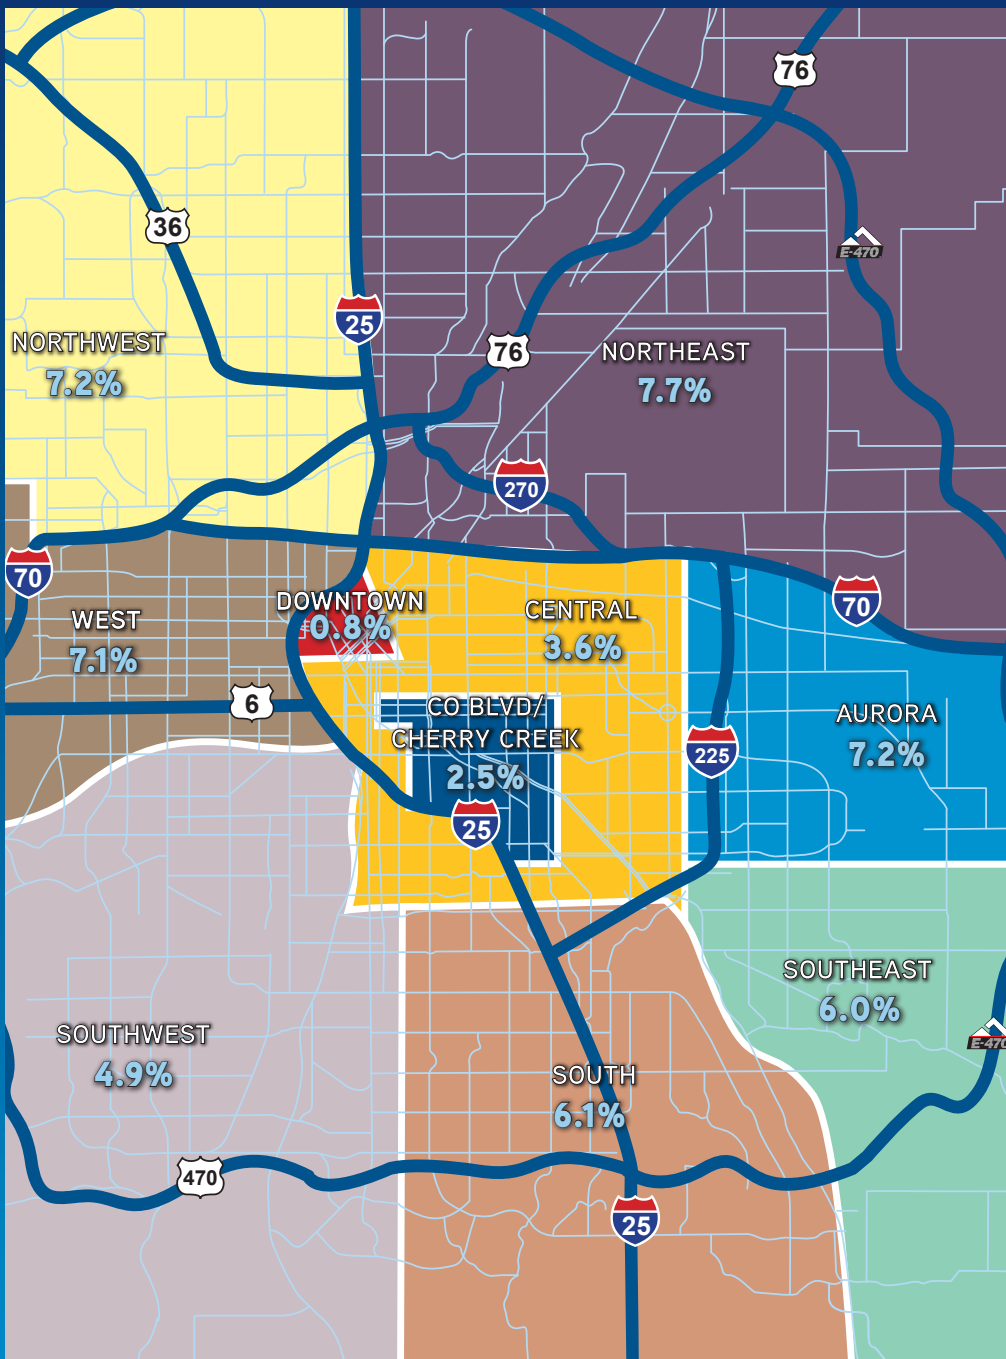 76
36
E-470
25
NORTHWEST
7.2%
76
NORTHEAST
7.7%
270
70
70
DOWNTOWN
0.8%
CENTRAL
3.6%
WEST
7.1%
6
CO BLVD/
CHERRY CREEK
2.5%
AURORA
7.2%
225
25
SOUTHEAST
6.0%
SOUTHWEST
4.9%
E-470
SOUTH
6.1%
470
25